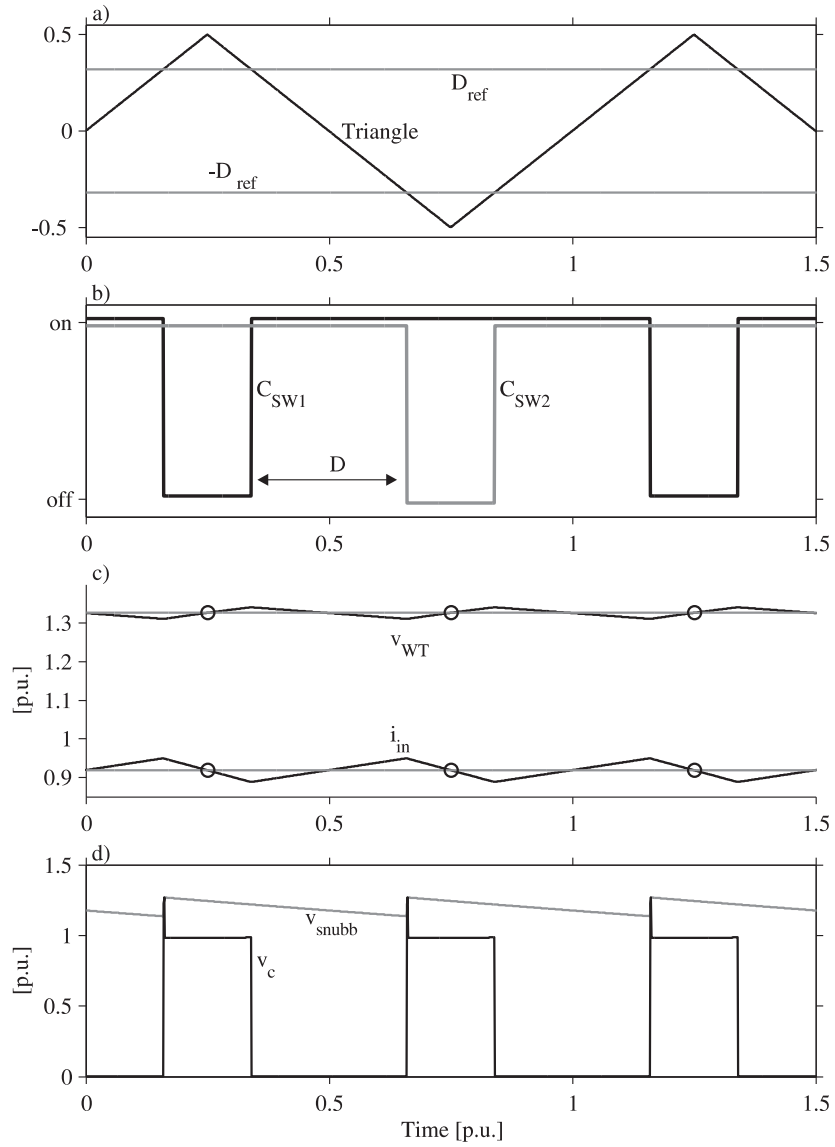 a)
0.5
D ref
0
Triangle
-D ref
-0.5
0 0.5 1 1.5
b)
on
C SW1 C SW2
D
off
0 0.5 1 1.5
c)
1.3
v WT
1.2
[p.u.]
1.1
1
i in
0.9
0 0.5 1 1.5
d)
1.5
v snubb
1
v c
[p.u.]
0.5
0
0 0.5 1 1.5
Time [p.u.]